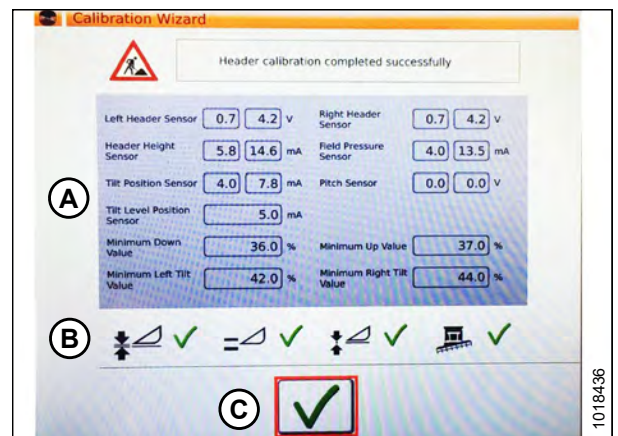 Calibration Wizard
Header calibration completed successfully
Left Header Sensor 0.7 4.2 V Right Header Sensor 0.7 4.2 V
Header Height Sensor 5.8 14.6 mA Field Pressure Sensor 4.0 13.5 mA
Tilt Position Sensor 4.0 7.8 mA Pitch Sensor 0.0 0.0 V
A
Tilt Level Position Sensor 5.0 mA
Minimum Down Value 36.0 % Minimum Up Value 37.0 %
Minimum Left Tilt Value 42.0 % Minimum Right Tilt Value 44.0 %
B
C
1018436